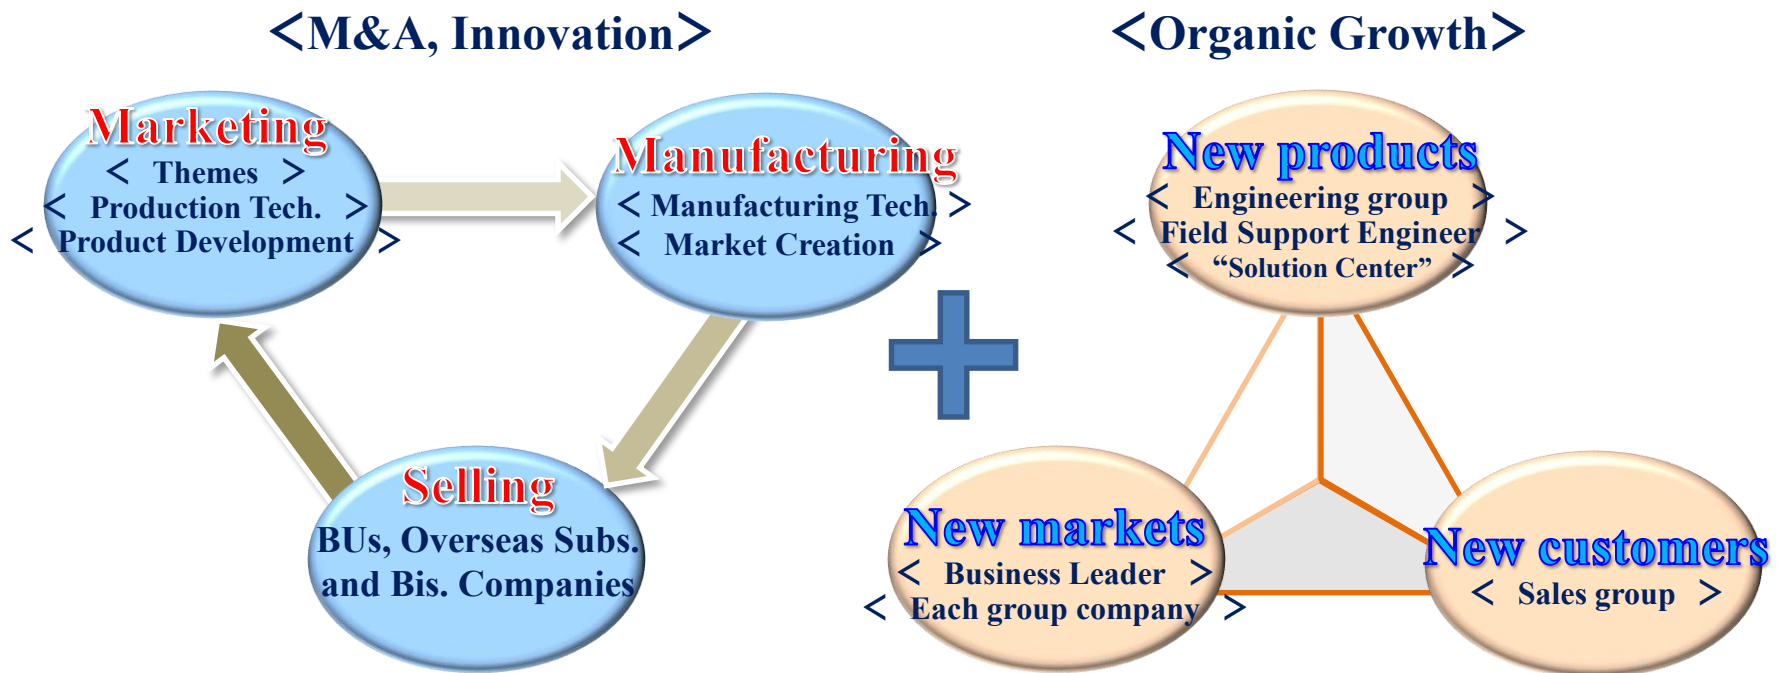 <M&A, Innovation>
<Organic Growth>
Marketing
< Themes >
< Production Tech. >
< Product Development >
Manufacturing
< Manufacturing Tech. >
< Market Creation >
Selling
BUs, Overseas Subs.
and Bis. Companies
New products
< Engineering group >
< Field Support Engineer >
< “Solution Center” >
New markets
< Business Leader >
< Each group company >
New customers
< Sales group >